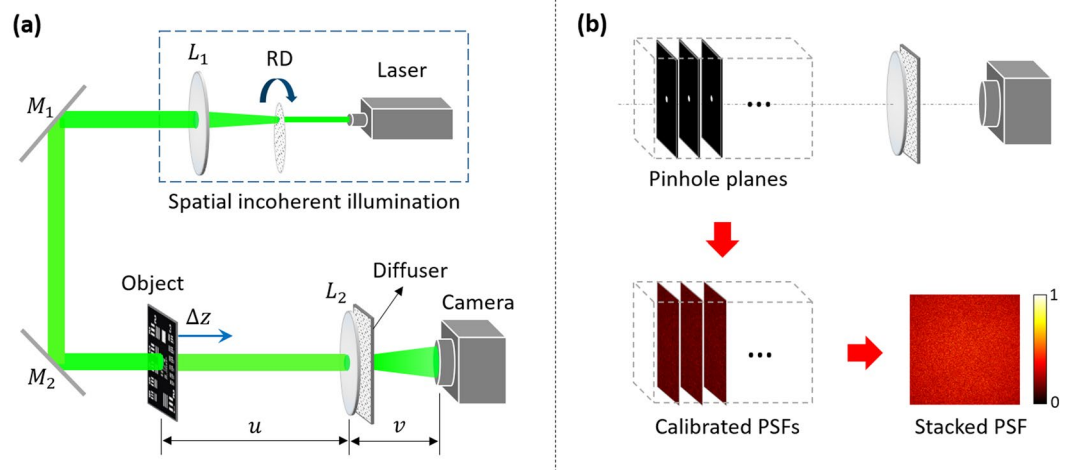 (a)
L₁
RD
Laser
M₁
Spatial incoherent illumination
Object
Δz
L₂
Diffuser
Camera
M₂
u
v
(b)
•••
Pinhole planes
•••
1
0
Calibrated PSFs
Stacked PSF